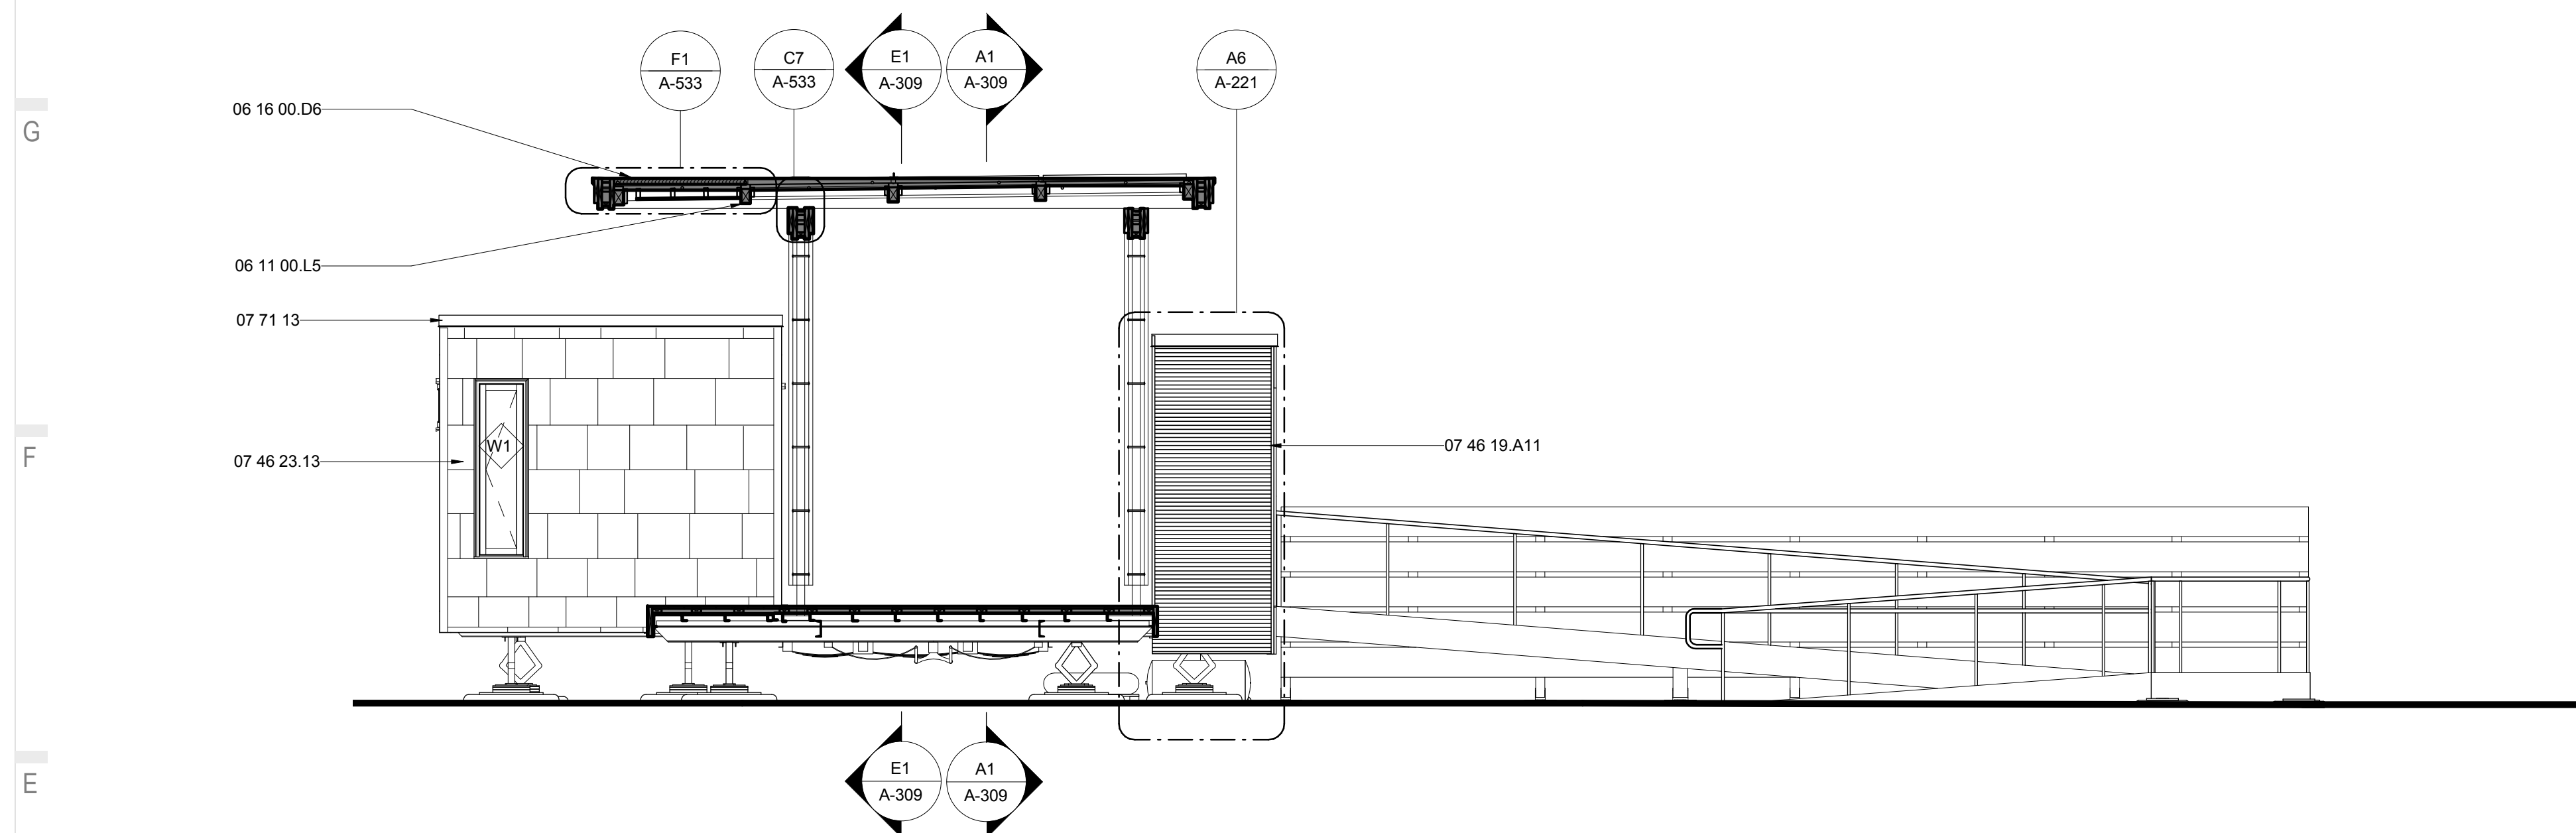 F1
A-533
C7
A-533
E1
A-309
A1
A-309
A6
A-221
06 16 00.D6
G
06 11 00.L5
07 71 13
W1
07 46 19.A11
F
07 46 23.13
E1
A-309
A1
A-309
E